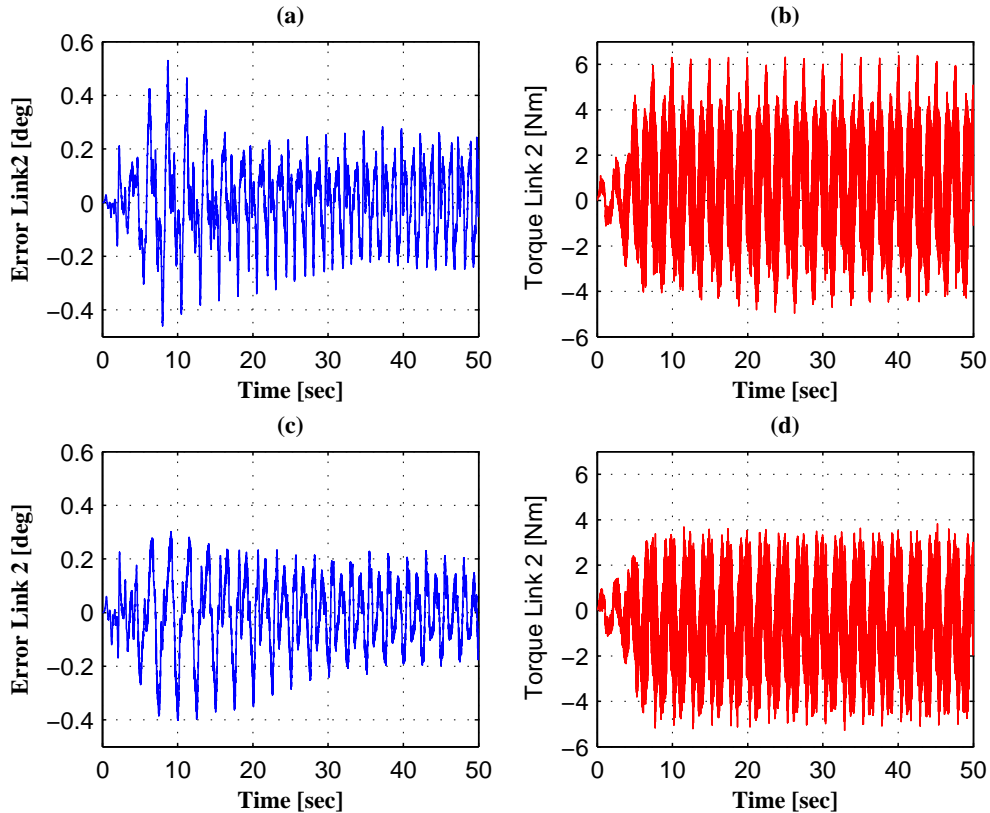 (a)
0.6
0.4
0.2
0
−0.2
−0.4
0 10 20 30 40 50
Error Link2 [deg]
Time [sec]
(b)
6
4
2
0
−2
−4
−6
0 10 20 30 40 50
Torque Link 2 [Nm]
Time [sec]
(c)
0.6
0.4
0.2
0
−0.2
−0.4
0 10 20 30 40 50
Error Link 2 [deg]
Time [sec]
(d)
6
4
2
0
−2
−4
−6
0 10 20 30 40 50
Torque Link 2 [Nm]
Time [sec]